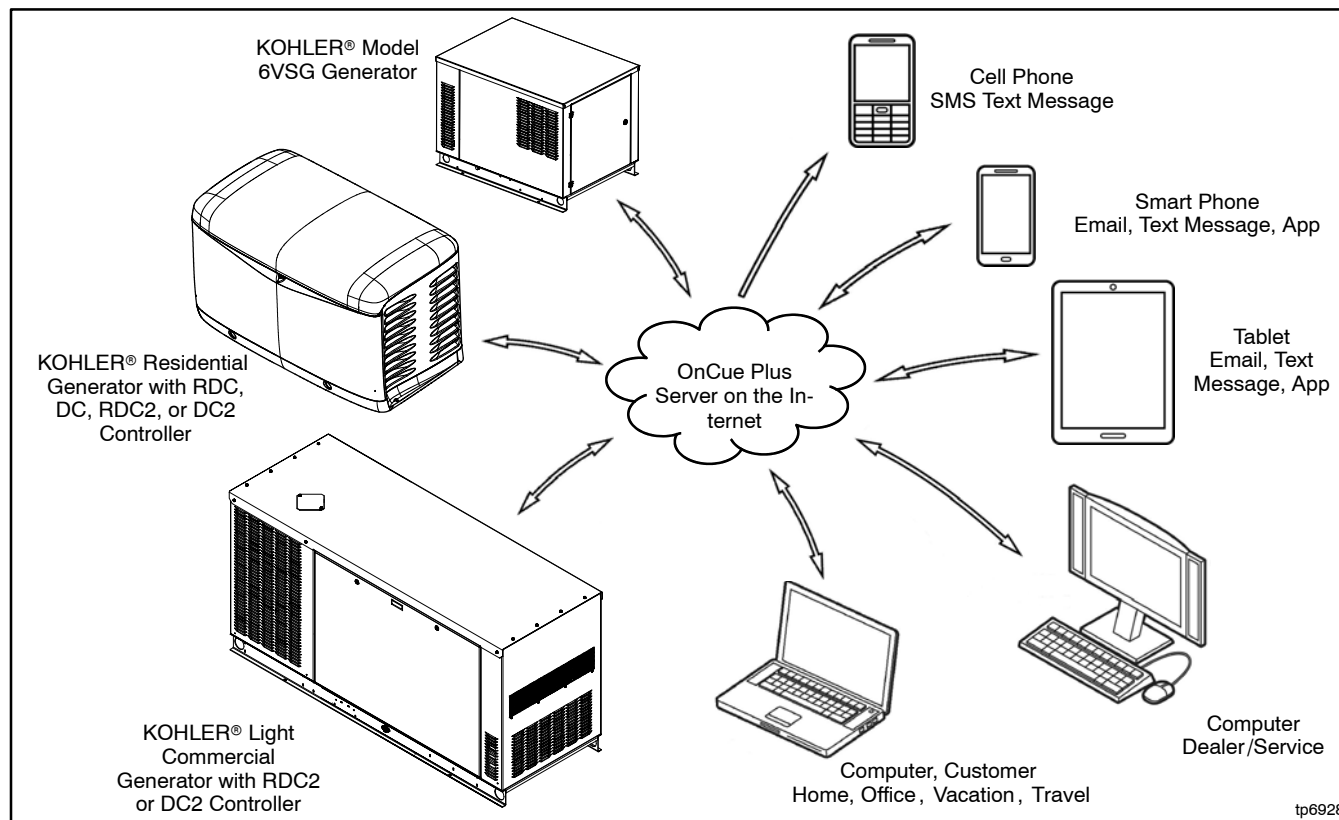 KOHLER® Model
6VSG Generator
Cell Phone
SMS Text Message
Smart Phone
Email, Text Message, App
Tablet
Email, Text
Message, App
KOHLER® Residential
Generator with RDC,
DC, RDC2, or DC2
Controller
OnCue Plus
Server on the In-
ternet
KOHLER® Light
Commercial
Generator with RDC2
or DC2 Controller
Computer, Customer
Home, Office , Vacation , Travel
Computer
Dealer/Service
tp6928